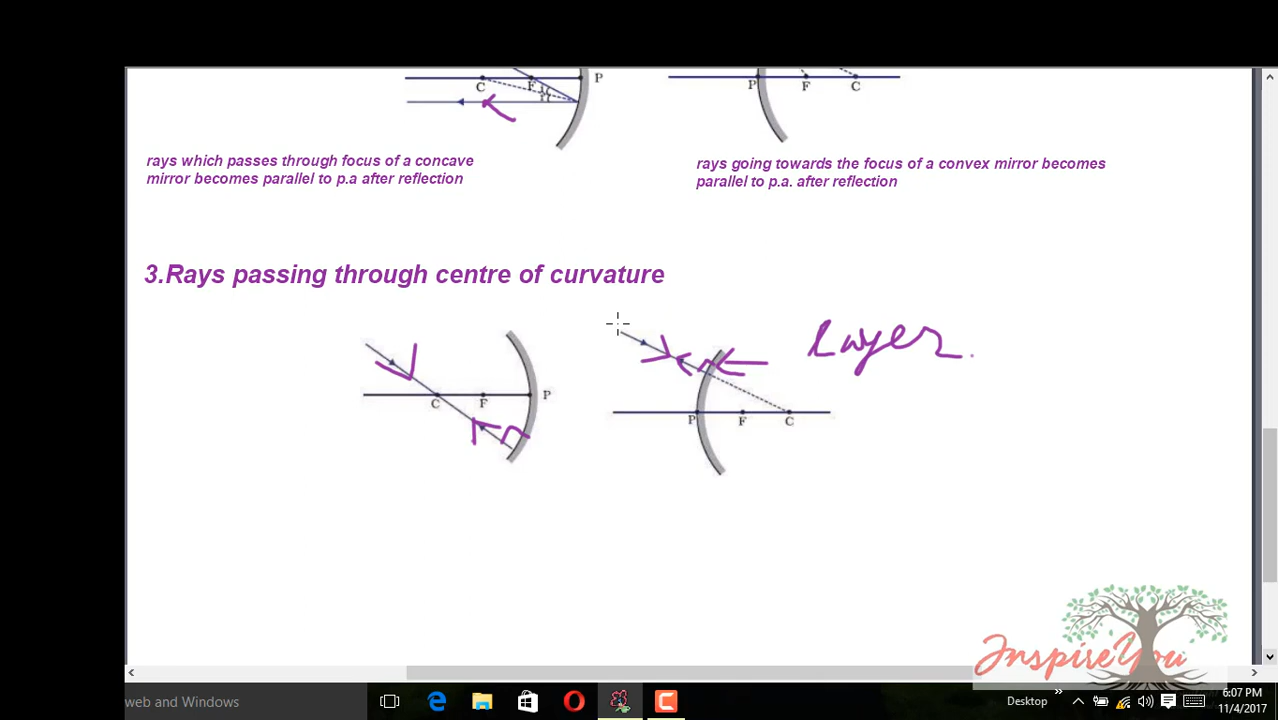 C F P
P F C
rays which passes through focus of a concave
mirror becomes parallel to p.a after reflection
rays going towards the focus of a convex mirror becomes
parallel to p.a. after reflection
3.Rays passing through centre of curvature
C F P
P F C
InspireYou
web and Windows
Desktop
6:07 PM
11/4/2017